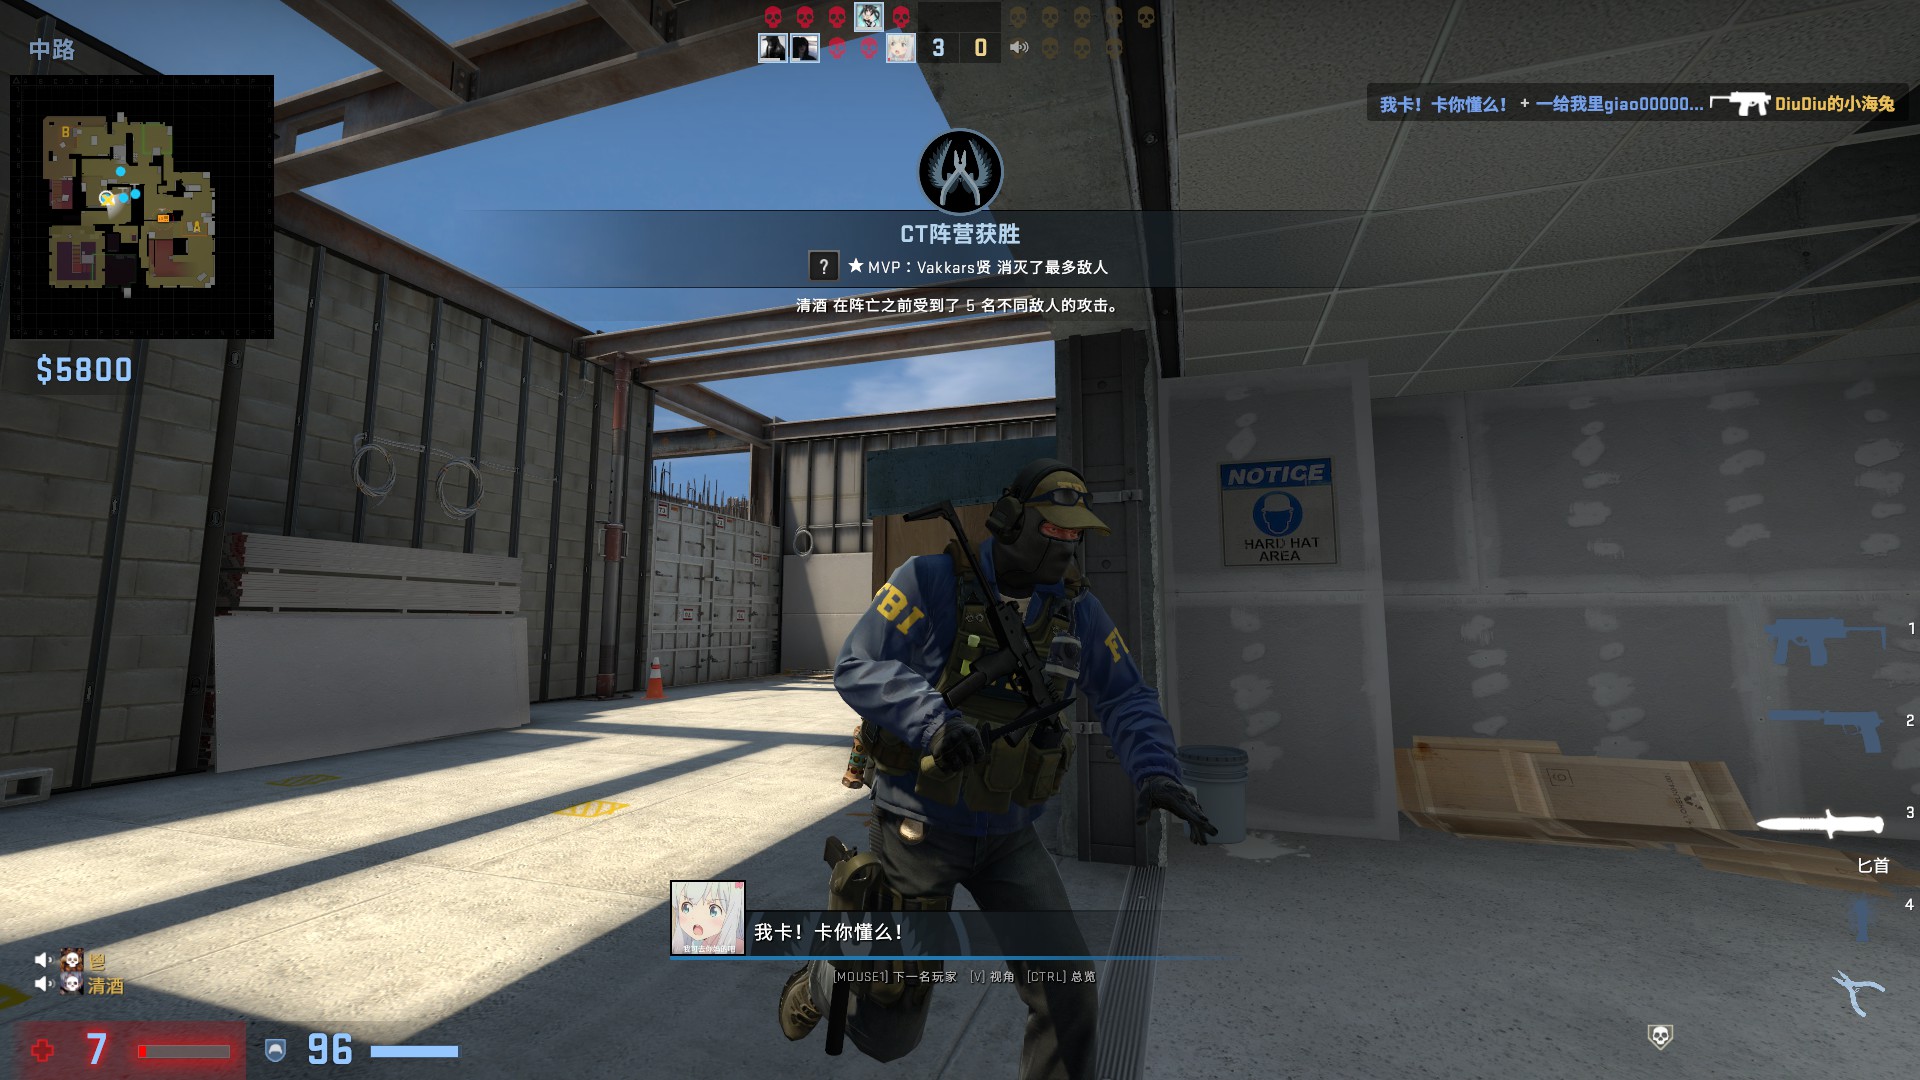 中路
3 0
我卡！卡你懂么！ + 一给我里giao00000... DiuDiu的小海兔
B
A
CT阵营获胜
? ★MVP：Vakkars贤 消灭了最多敌人
清酒 在阵亡之前受到了 5 名不同敌人的攻击。
$5800
NOTICE
HARD HAT
AREA
FBI
1
2
3
匕首
4
我卡！卡你懂么！
[MOUSE1] 下一名玩家 [V] 视角 [CTRL] 总览
清酒
7 96